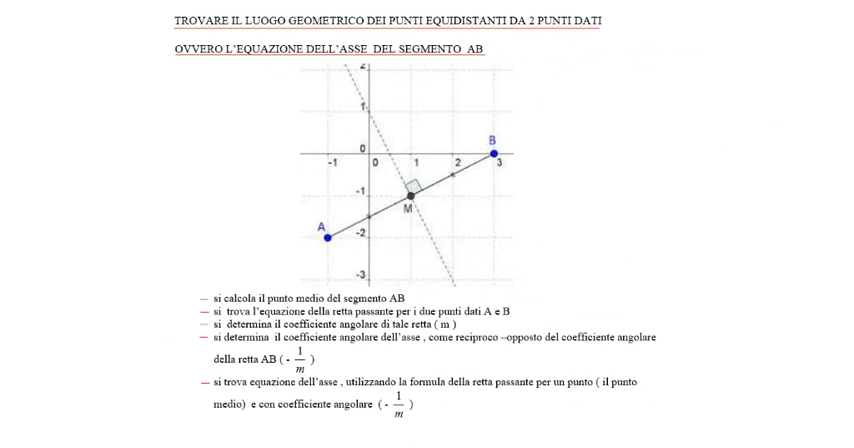 TROVARE IL LUOGO GEOMETRICO DEI PUNTI EQUIDISTANTI DA 2 PUNTI DATI
OVVERO L'EQUAZIONE DELL'ASSE DEL SEGMENTO AB
2
1
B
0
-1 0 1 2 3
-1
M
A
-2
-3
– si calcola il punto medio del segmento AB
– si trova l'equazione della retta passante per i due punti dati A e B
– si determina il coefficiente angolare di tale retta ( m )
– si determina il coefficiente angolare dell'asse , come reciproco –opposto del coefficiente angolare
della retta AB ( - 1/m )
– si trova equazione dell'asse , utilizzando la formula della retta passante per un punto ( il punto
medio) e con coefficiente angolare ( - 1/m )